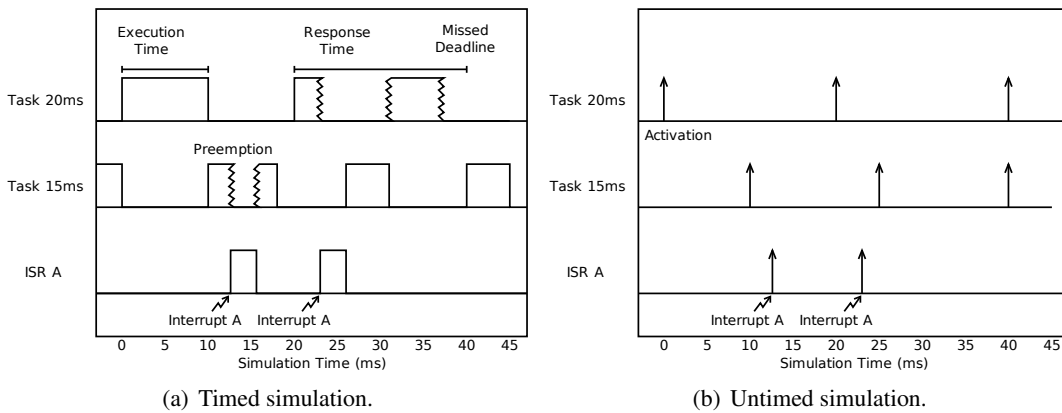 Execution
Time
Response
Time
Missed
Deadline
Task 20ms
Preemption
Task 15ms
ISR A
Interrupt A
Interrupt A
0 5 10 15 20 25 30 35 40 45
Simulation Time (ms)
(a) Timed simulation.
Task 20ms
Activation
Task 15ms
ISR A
Interrupt A
Interrupt A
0 5 10 15 20 25 30 35 40 45
Simulation Time (ms)
(b) Untimed simulation.